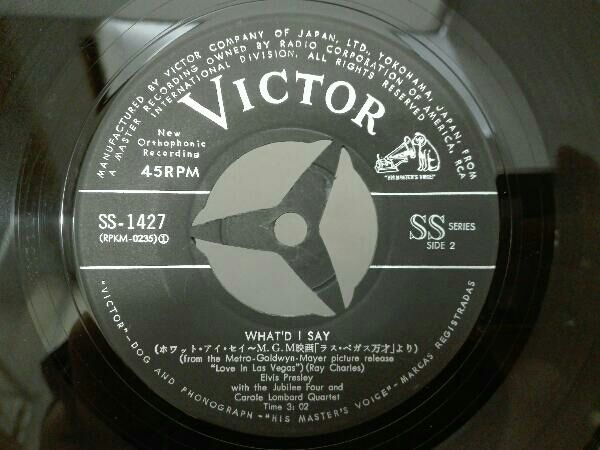 MANUFACTURED BY VICTOR COMPANY OF JAPAN, LTD., YOKOHAMA, JAPAN, FROM
A MASTER RECORDING OWNED BY RADIO CORPORATION OF AMERICA, RCA
INTERNATIONAL DIVISION. ALL RIGHTS RESERVED
VICTOR
New
Orthophonic
Recording
45RPM
"HIS MASTER'S VOICE"
SS-1427
(RPKM-0235)①
SS SERIES
SIDE 2
WHAT'D I SAY
(ホワット・アイ・セイ〜M.G.M映画「ラス・ベガス万才」より)
(from the Metro-Goldwyn-Mayer picture release
"Love in Las Vegas")(Ray Charles)
Elvis Presley
with the Jubilee Four and
Carole Lombard Quartet
Time 3: 02
"VICTOR"-DOG AND PHONOGRAPH-"HIS MASTER'S VOICE"-MARCAS REGISTRADAS